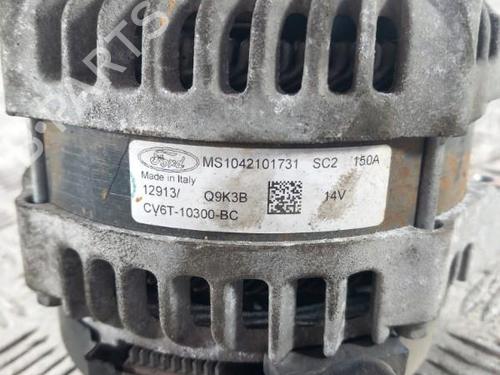 Ford MS1042101731 SC2 150A
Made in Italy
12913/ Q9K3B 14V
CV6T-10300-BC